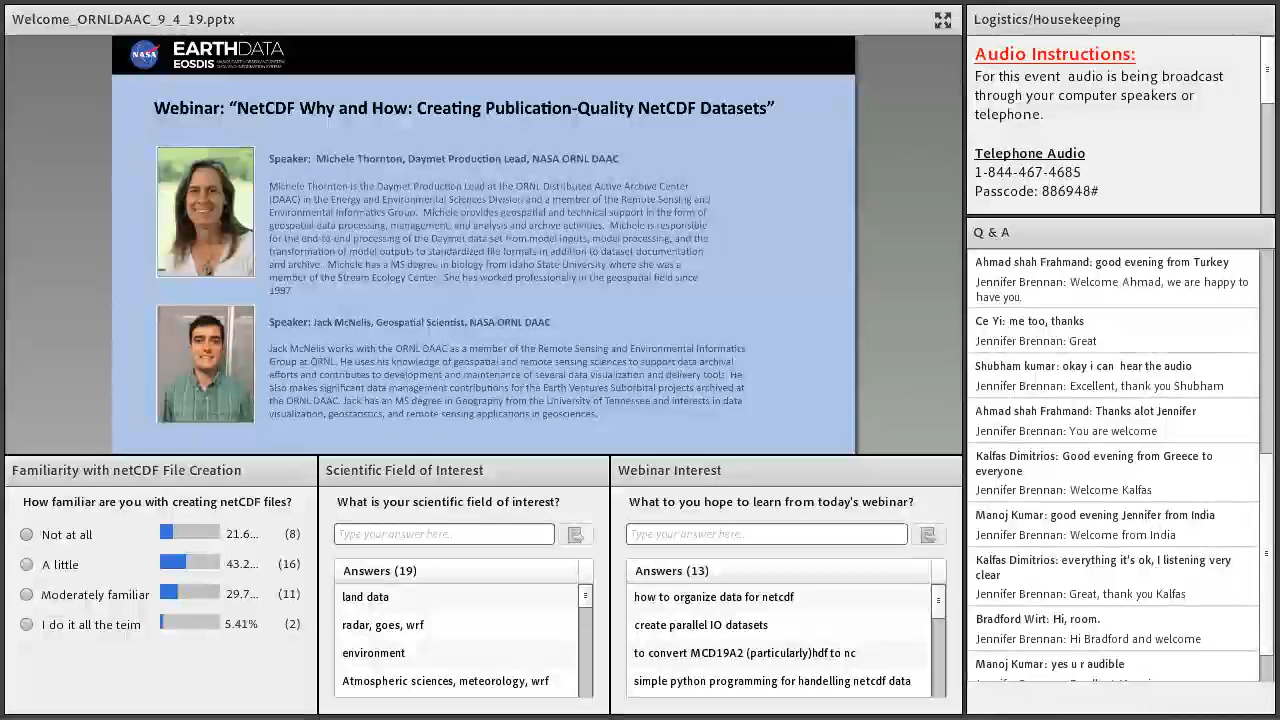 Welcome_ORNLDAAC_9_4_19.pptx
NASA
EARTHDATA
EOSDIS
Webinar: “NetCDF Why and How: Creating Publication-Quality NetCDF Datasets”
Speaker: Michele Thornton, Daymet Production Lead, NASA ORNL DAAC
Michele Thornton is the Daymet Production Lead at the ORNL Distributed Active Archive Center
(DAAC) in the Energy and Environmental Sciences Division and a member of the Remote Sensing and
Environmental Informatics Group. Michele provides geospatial and technical support in the form of
geospatial data processing, management, and analysis and archive activities. Michele is responsible
for the end-to-end processing of the Daymet data set from model inputs, model processing, and the
transformation of model outputs to standardized file formats in addition to dataset documentation
and archive. Michele has a MS degree in biology from Idaho State University where she was a
member of the Stream Ecology Center. She has worked professionally in the geospatial field since
1997
Speaker: Jack McNelis, Geospatial Scientist, NASA ORNL DAAC
Jack McNelis works with the ORNL DAAC as a member of the Remote Sensing and Environmental Informatics
Group at ORNL. He uses his knowledge of geospatial and remote sensing sciences to support data archival
efforts and contributes to development and maintenance of several data visualization and delivery tools. He
also makes significant data management contributions for the Earth Ventures Suborbital projects archived at
the ORNL DAAC. Jack has an MS degree in Geography from the University of Tennessee and interests in data
visualization, geostatistics, and remote sensing applications in geosciences.
Familiarity with netCDF File Creation
How familiar are you with creating netCDF files?
Not at all 21.6... (8)
A little 43.2... (16)
Moderately familiar 29.7... (11)
I do it all the teim 5.41% (2)
Scientific Field of Interest
What is your scientific field of interest?
Type your answer here..
Answers (19)
land data
radar, goes, wrf
environment
Atmospheric sciences, meteorology, wrf
Webinar Interest
What to you hope to learn from today's webinar?
Type your answer here..
Answers (13)
how to organize data for netcdf
create parallel IO datasets
to convert MCD19A2 (particularly)hdf to nc
simple python programming for handelling netcdf data
Logistics/Housekeeping
Audio Instructions:
For this event audio is being broadcast
through your computer speakers or
telephone.
Telephone Audio
1-844-467-4685
Passcode: 886948#
Q & A
Ahmad shah Frahmand: good evening from Turkey
Jennifer Brennan: Welcome Ahmad, we are happy to
have you.
Ce Yi: me too, thanks
Jennifer Brennan: Great
Shubham kumar: okay i can hear the audio
Jennifer Brennan: Excellent, thank you Shubham
Ahmad shah Frahmand: Thanks alot Jennifer
Jennifer Brennan: You are welcome
Kalfas Dimitrios: Good evening from Greece to
everyone
Jennifer Brennan: Welcome Kalfas
Manoj Kumar: good evening Jennifer from India
Jennifer Brennan: Welcome from India
Kalfas Dimitrios: everything it's ok, I listening very
clear
Jennifer Brennan: Great, thank you Kalfas
Bradford Wirt: Hi, room.
Jennifer Brennan: Hi Bradford and welcome
Manoj Kumar: yes u r audible